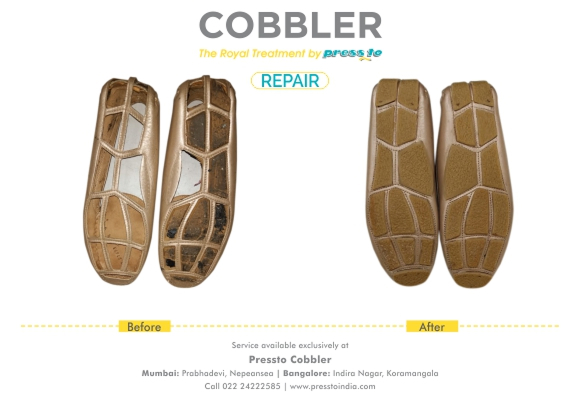 COBBLER
The Royal Treatment by pressto
REPAIR
Before
After
Service available exclusively at
Pressto Cobbler
Mumbai: Prabhadevi, Nepeansea | Bangalore: Indira Nagar, Koramangala
Call 022 24222585 | www.presstoindia.com